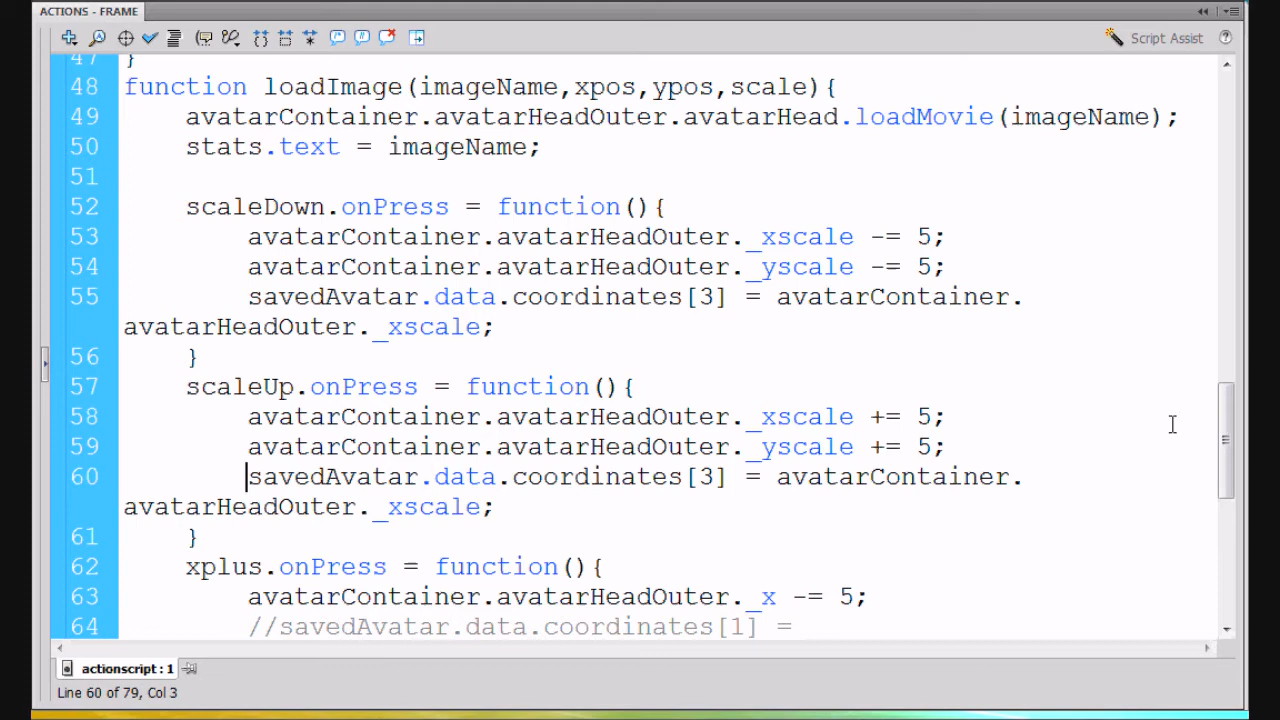 ACTIONS - FRAME
Script Assist
47 }
48 function loadImage(imageName,xpos,ypos,scale){
49 avatarContainer.avatarHeadOuter.avatarHead.loadMovie(imageName);
50 stats.text = imageName;
51
52 scaleDown.onPress = function(){
53 avatarContainer.avatarHeadOuter._xscale -= 5;
54 avatarContainer.avatarHeadOuter._yscale -= 5;
55 savedAvatar.data.coordinates[3] = avatarContainer.
avatarHeadOuter._xscale;
56 }
57 scaleUp.onPress = function(){
58 avatarContainer.avatarHeadOuter._xscale += 5;
59 avatarContainer.avatarHeadOuter._yscale += 5;
60 savedAvatar.data.coordinates[3] = avatarContainer.
avatarHeadOuter._xscale;
61 }
62 xplus.onPress = function(){
63 avatarContainer.avatarHeadOuter._x -= 5;
64 //savedAvatar.data.coordinates[1] =
actionscript : 1
Line 60 of 79, Col 3